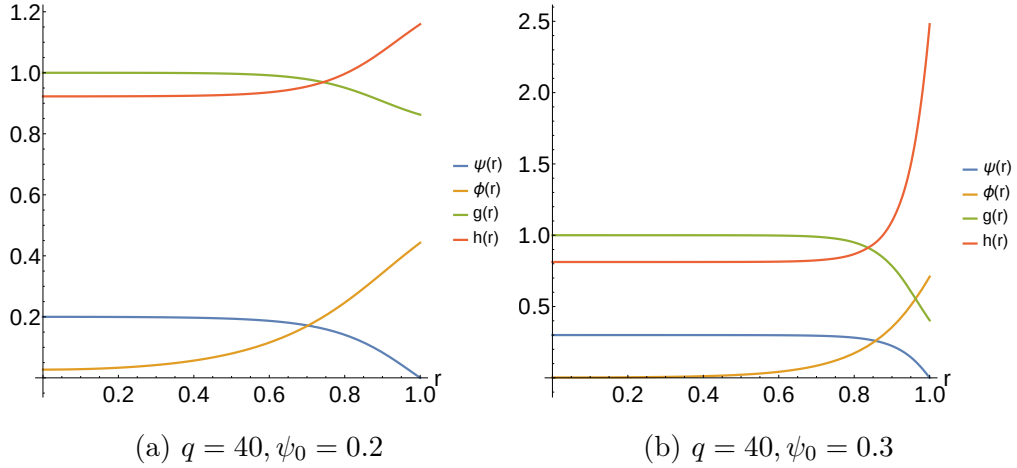 1.2
1.0
0.8
0.6
0.4
0.2
0.2 0.4 0.6 0.8 1.0
r
ψ(r)
ϕ(r)
g(r)
h(r)
(a) q = 40, ψ₀ = 0.2
2.5
2.0
1.5
1.0
0.5
0.2 0.4 0.6 0.8 1.0
r
ψ(r)
ϕ(r)
g(r)
h(r)
(b) q = 40, ψ₀ = 0.3